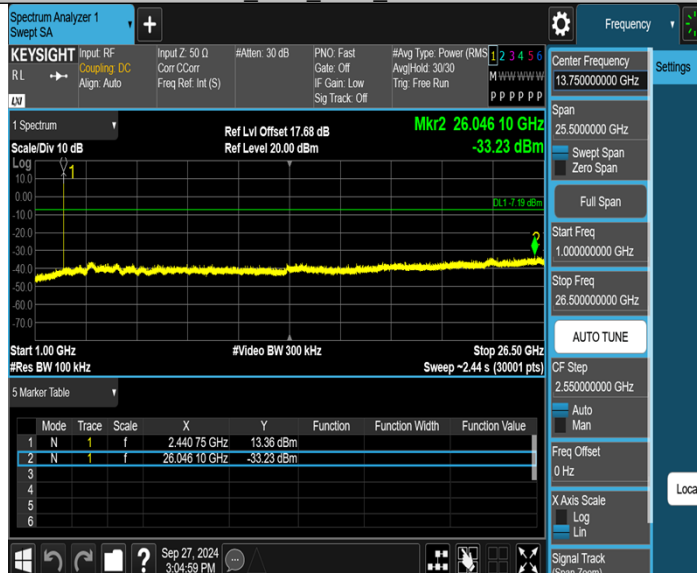 Spectrum Analyzer 1
Swept SA
+
Frequency
KEYSIGHT
RL
LXI
Input: RF
Coupling: DC
Align: Auto
Input Z: 50 Ω
Corr CCorr
Freq Ref: Int (S)
#Atten: 30 dB
PNO: Fast
Gate: Off
IF Gain: Low
Sig Track: Off
#Avg Type: Power (RMS
Avg|Hold: 30/30
Trig: Free Run
1 2 3 4 5 6
M W W W W W
P P P P P P
Center Frequency
13.750000000 GHz
Settings
Span
25.5000000 GHz
Swept Span
Zero Span
Full Span
Start Freq
1.000000000 GHz
Stop Freq
26.500000000 GHz
AUTO TUNE
CF Step
2.550000000 GHz
Auto
Man
Freq Offset
0 Hz
X Axis Scale
Log
Lin
Signal Track
(Span Zoom)
Loca
1 Spectrum
Scale/Div 10 dB
Ref Lvl Offset 17.68 dB
Ref Level 20.00 dBm
Mkr2 26.046 10 GHz
-33.23 dBm
Log
10.0
0.00
-10.0
-20.0
-30.0
-40.0
-50.0
-60.0
-70.0
1
DL1 -7.19 dBm
2
Start 1.00 GHz
#Res BW 100 kHz
#Video BW 300 kHz
Stop 26.50 GHz
Sweep ~2.44 s (30001 pts)
5 Marker Table
Mode Trace Scale X Y Function Function Width Function Value
1 N 1 f 2.440 75 GHz 13.36 dBm
2 N 1 f 26.046 10 GHz -33.23 dBm
3
4
5
6
?
Sep 27, 2024
3:04:59 PM